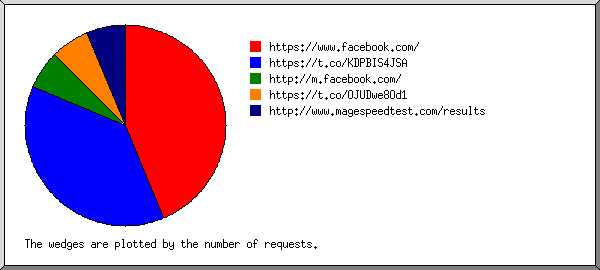 https://www.facebook.com/
https://t.co/KDPBIS4JSA
http://m.facebook.com/
https://t.co/OJUDwe8Od1
http://www.magespeedtest.com/results
The wedges are plotted by the number of requests.